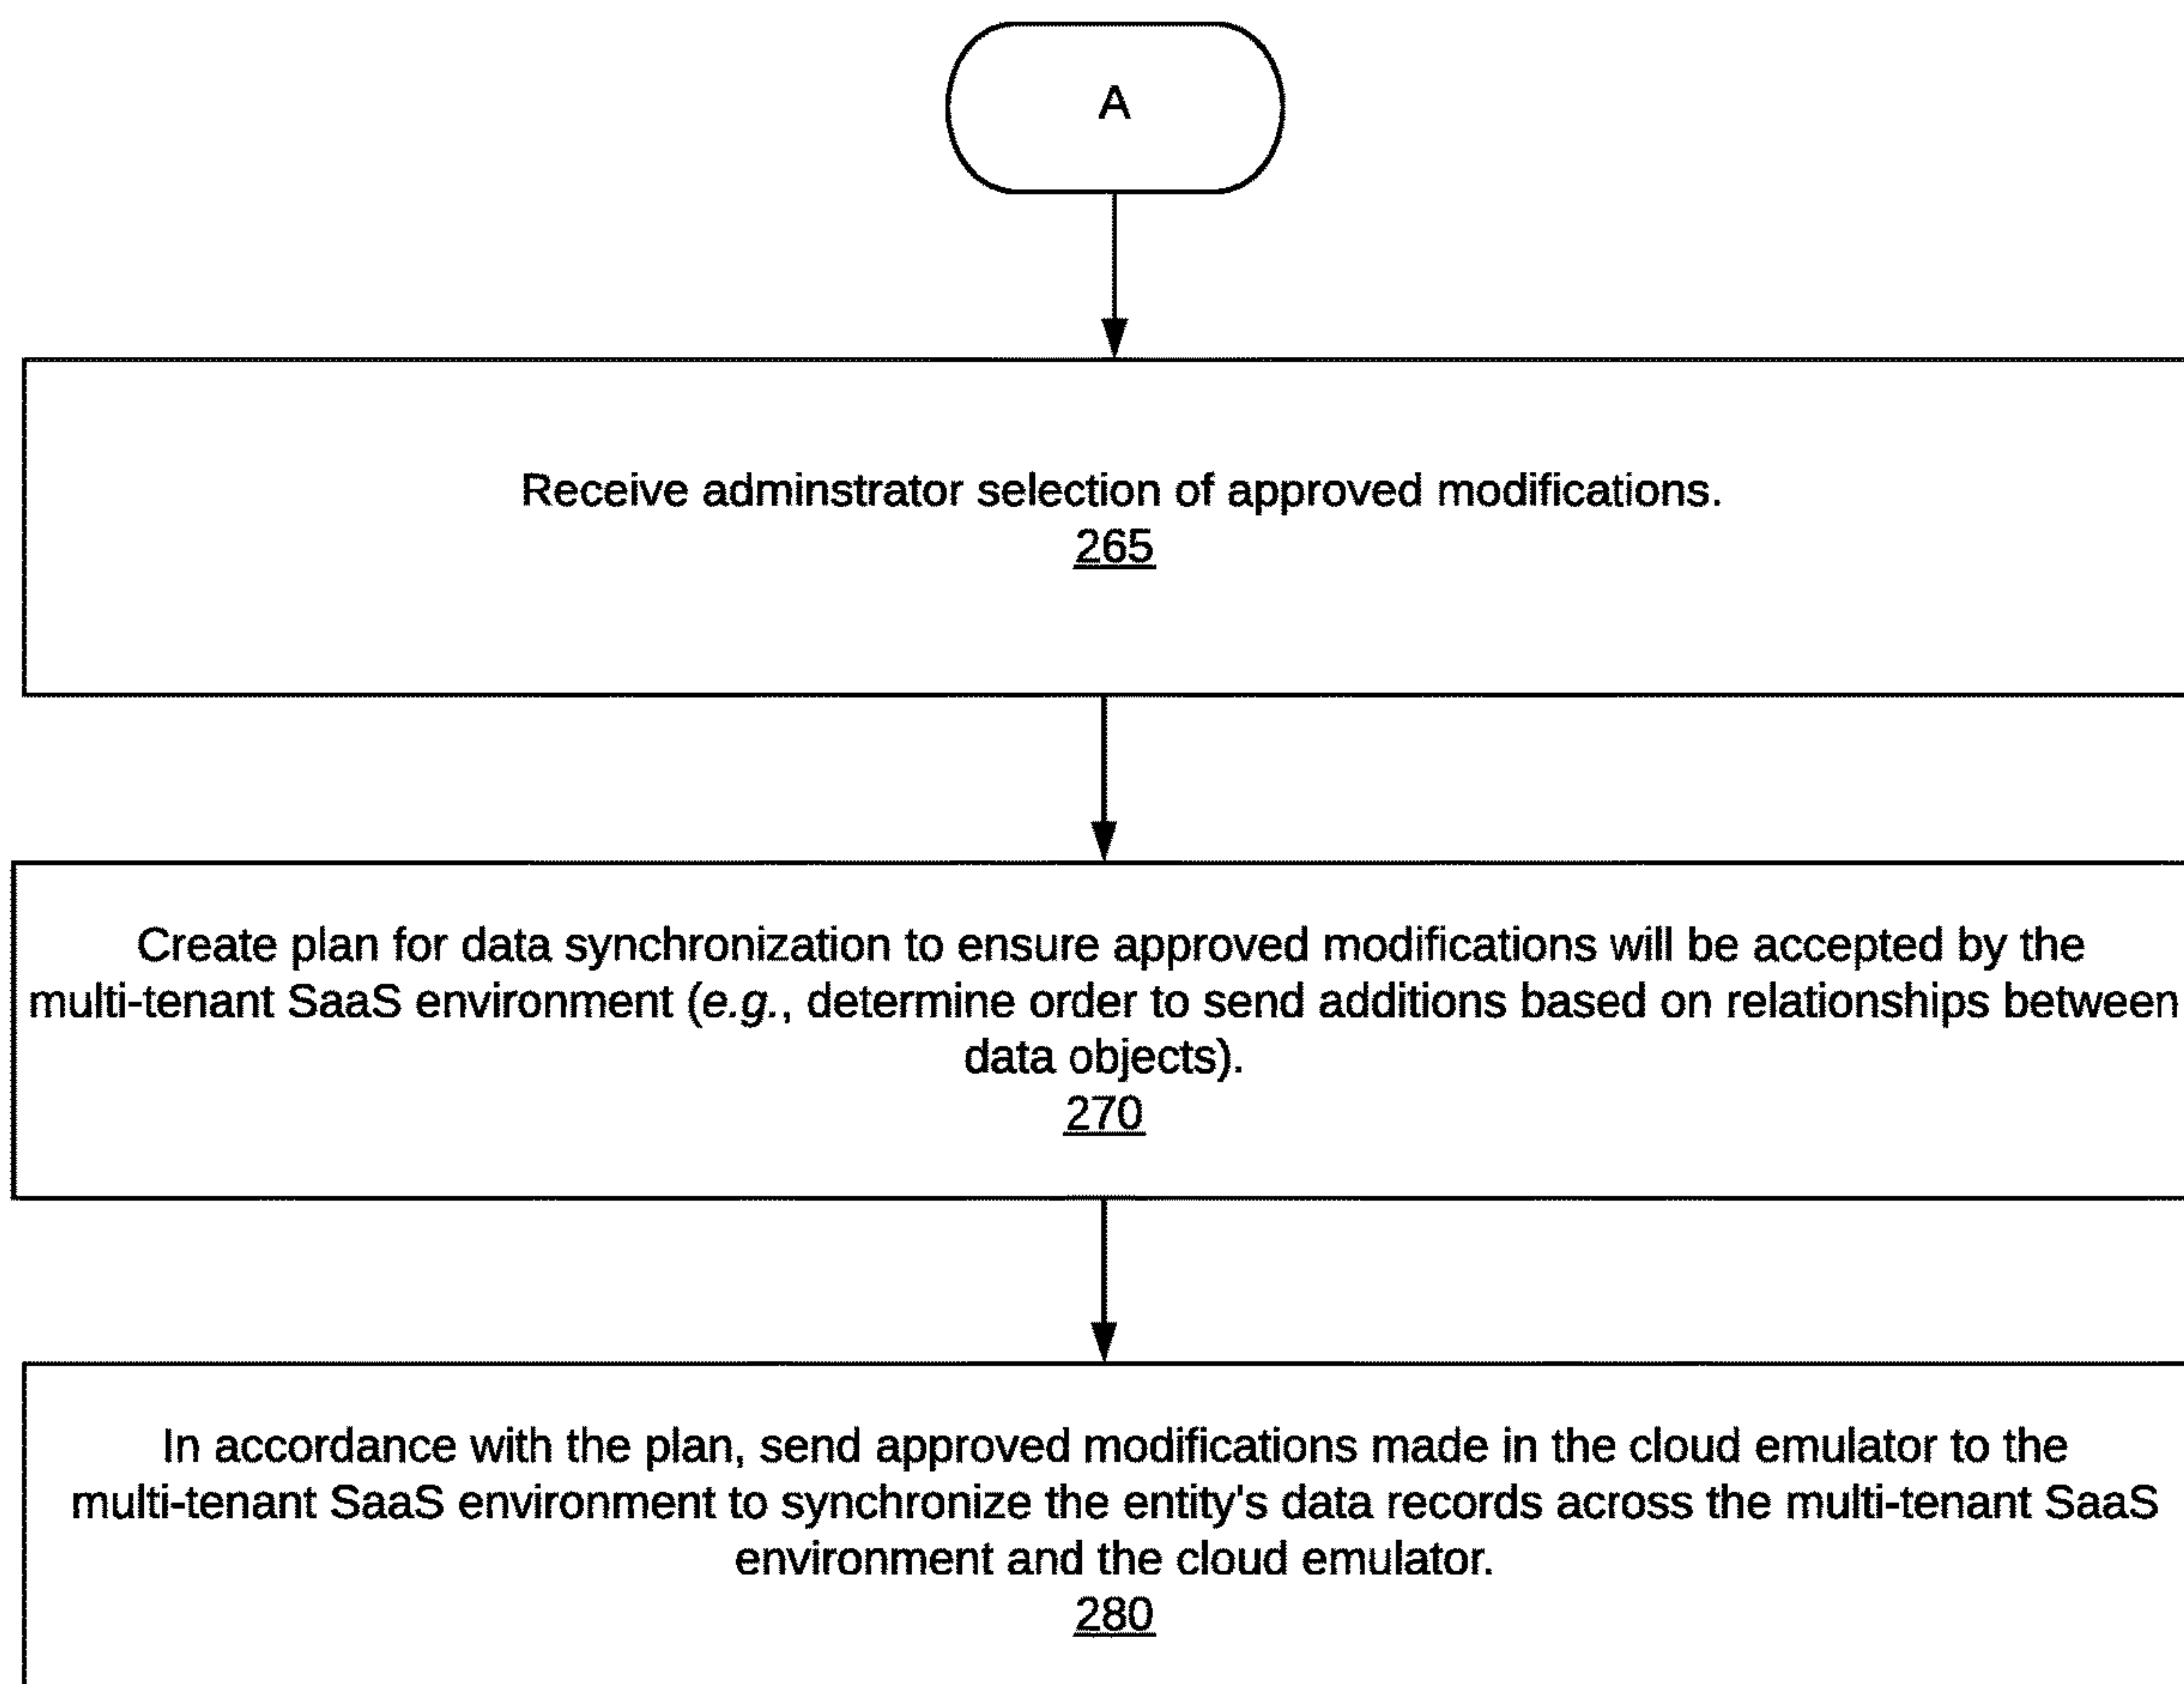 A
Receive adminstrator selection of approved modifications.
265
Create plan for data synchronization to ensure approved modifications will be accepted by the
multi-tenant SaaS environment (e.g., determine order to send additions based on relationships between
data objects).
270
In accordance with the plan, send approved modifications made in the cloud emulator to the
multi-tenant SaaS environment to synchronize the entity's data records across the multi-tenant SaaS
environment and the cloud emulator.
280